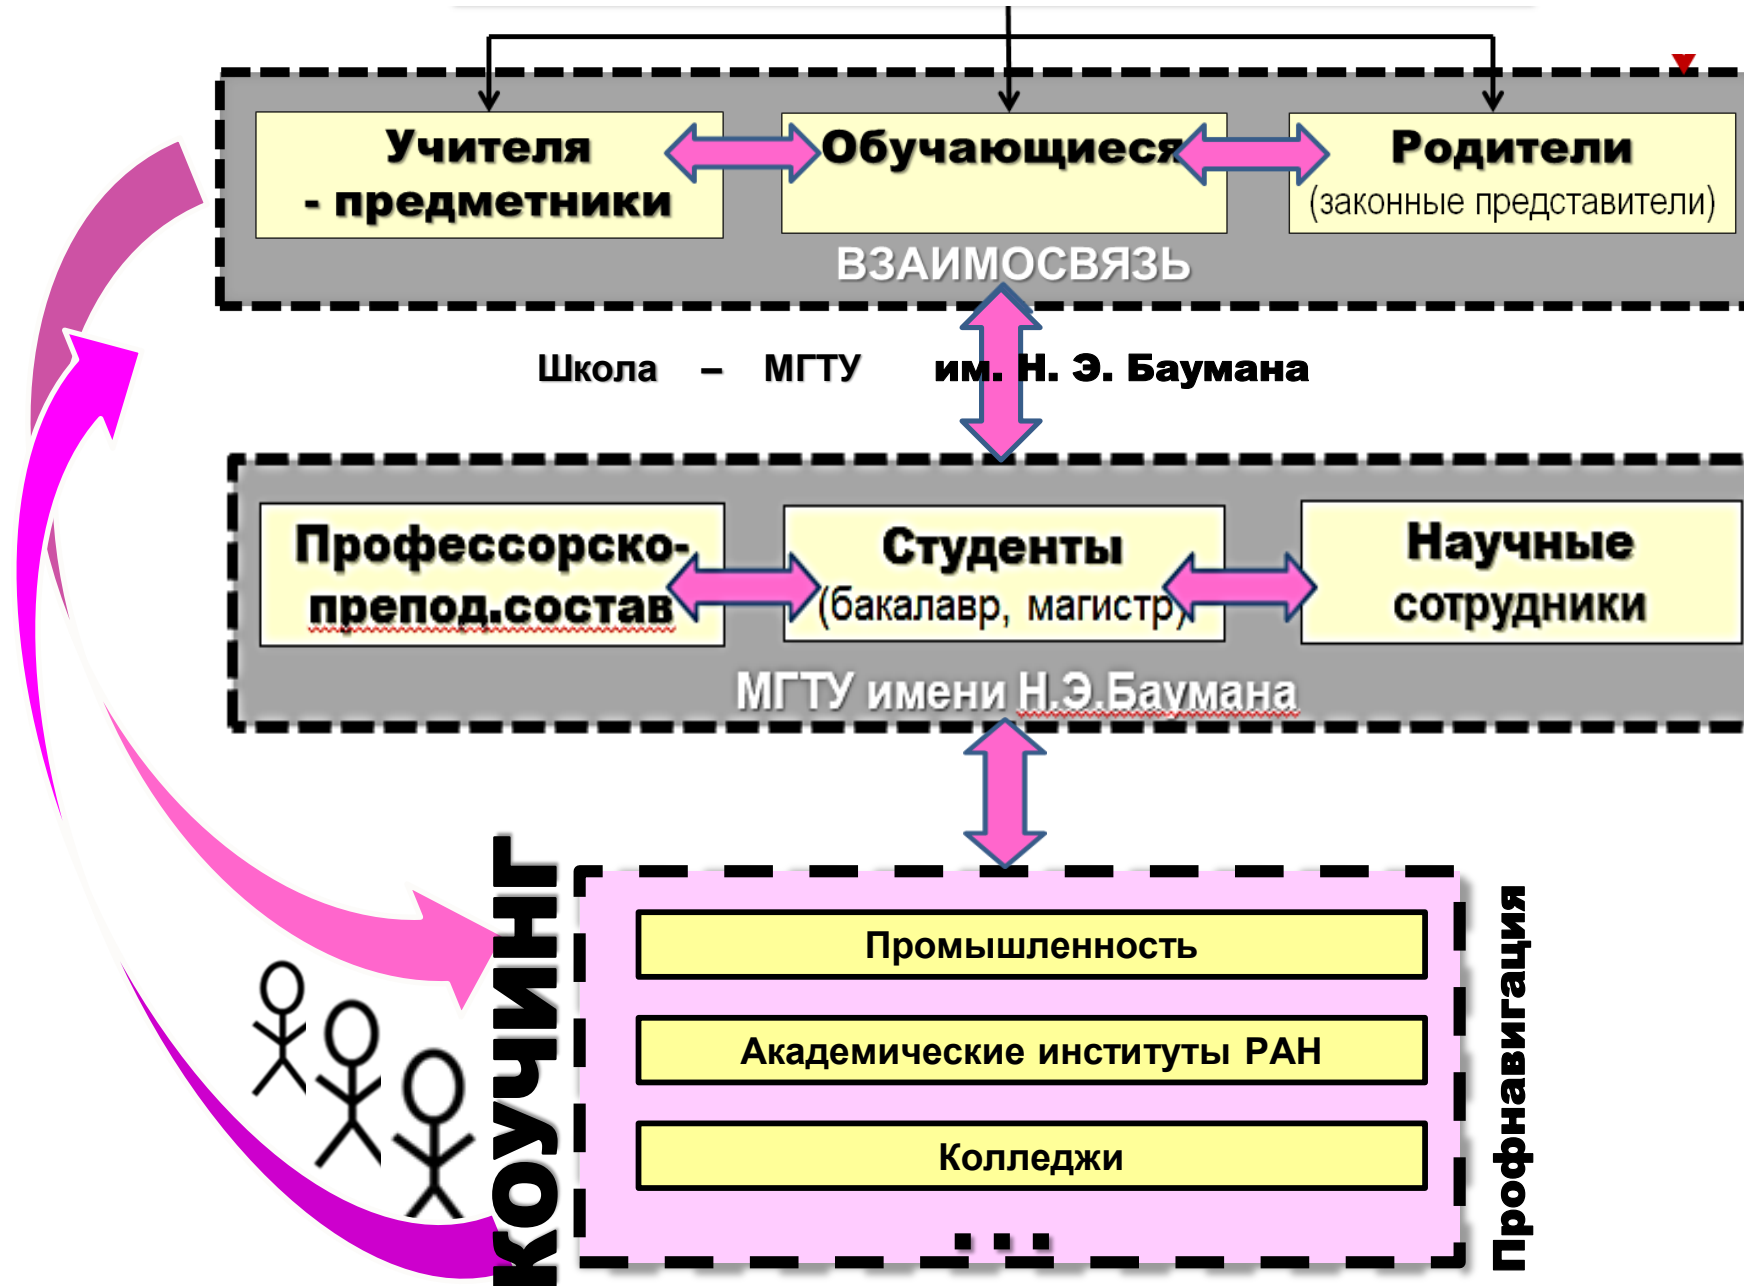 Учителя
- предметники
Обучающиеся
Родители
(законные представители)
ВЗАИМОСВЯЗЬ
Школа – МГТУ им. Н. Э. Баумана
Профессорско-
препод.состав
Студенты
(бакалавр, магистр)
Научные
сотрудники
МГТУ имени Н.Э.Баумана
КОУЧИНГ
Промышленность
Академические институты РАН
Колледжи
...
Профнавигация